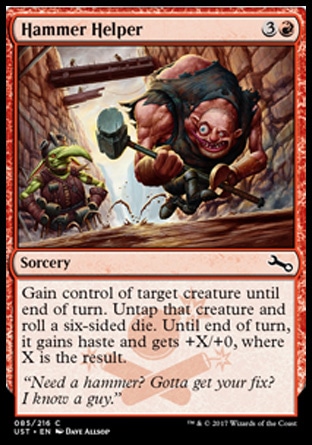 Hammer Helper 3
Sorcery
Gain control of target creature until
end of turn. Untap that creature and
roll a six-sided die. Until end of turn,
it gains haste and gets +X/+0, where
X is the result.
"Need a hammer? Gotta get your fix?
I know a guy."
085/216 C
UST • EN Dave Allsop
™ & © 2017 Wizards of the Coast